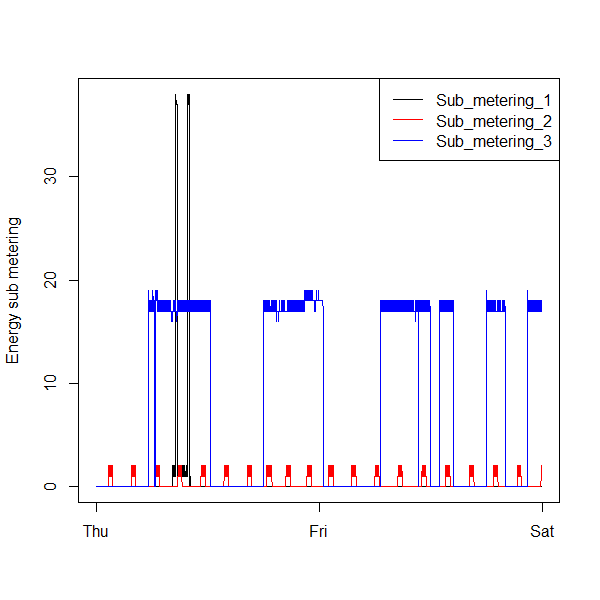 Sub_metering_1
Sub_metering_2
Sub_metering_3
Energy sub metering
30
20
10
0
Thu
Fri
Sat